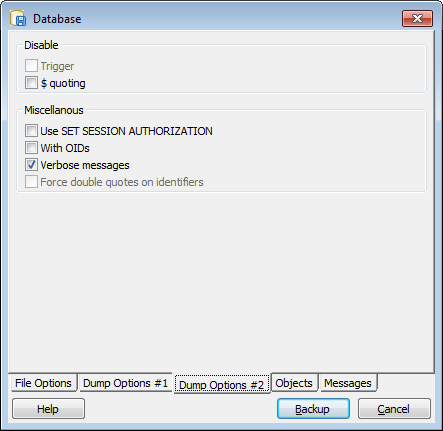 Database
Disable
Trigger
$ quoting
Miscellanous
Use SET SESSION AUTHORIZATION
With OIDs
Verbose messages
Force double quotes on identifiers
File Options Dump Options #1 Dump Options #2 Objects Messages
Help Backup Cancel